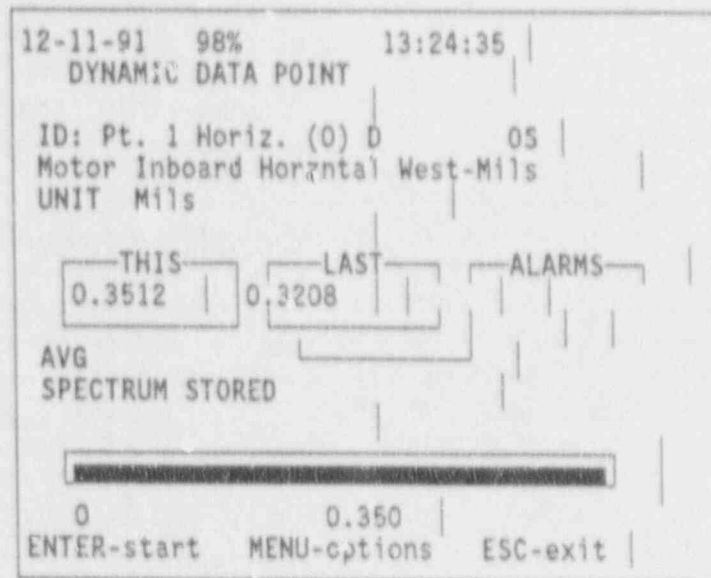 12-11-91 98% 13:24:35
DYNAMIC DATA POINT
ID: Pt. 1 Horiz. (0) D OS
Motor Inboard Horzntal West-Mils
UNIT Mils
THIS LAST ALARMS
0.3512 0.3208
AVG
SPECTRUM STORED
0 0.350
ENTER-start MENU-options ESC-exit